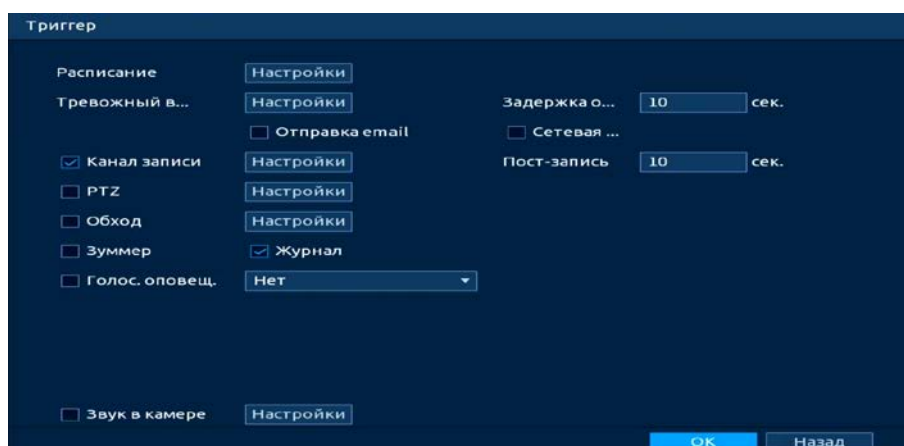 Триггер
Расписание Настройки
Тревожный в... Настройки Задержка о... 10 сек.
Отправка email Сетевая ...
Канал записи Настройки Пост-запись 10 сек.
PTZ Настройки
Обход Настройки
Зуммер Журнал
Голос. оповещ. Нет
Звук в камере Настройки
OK Назад